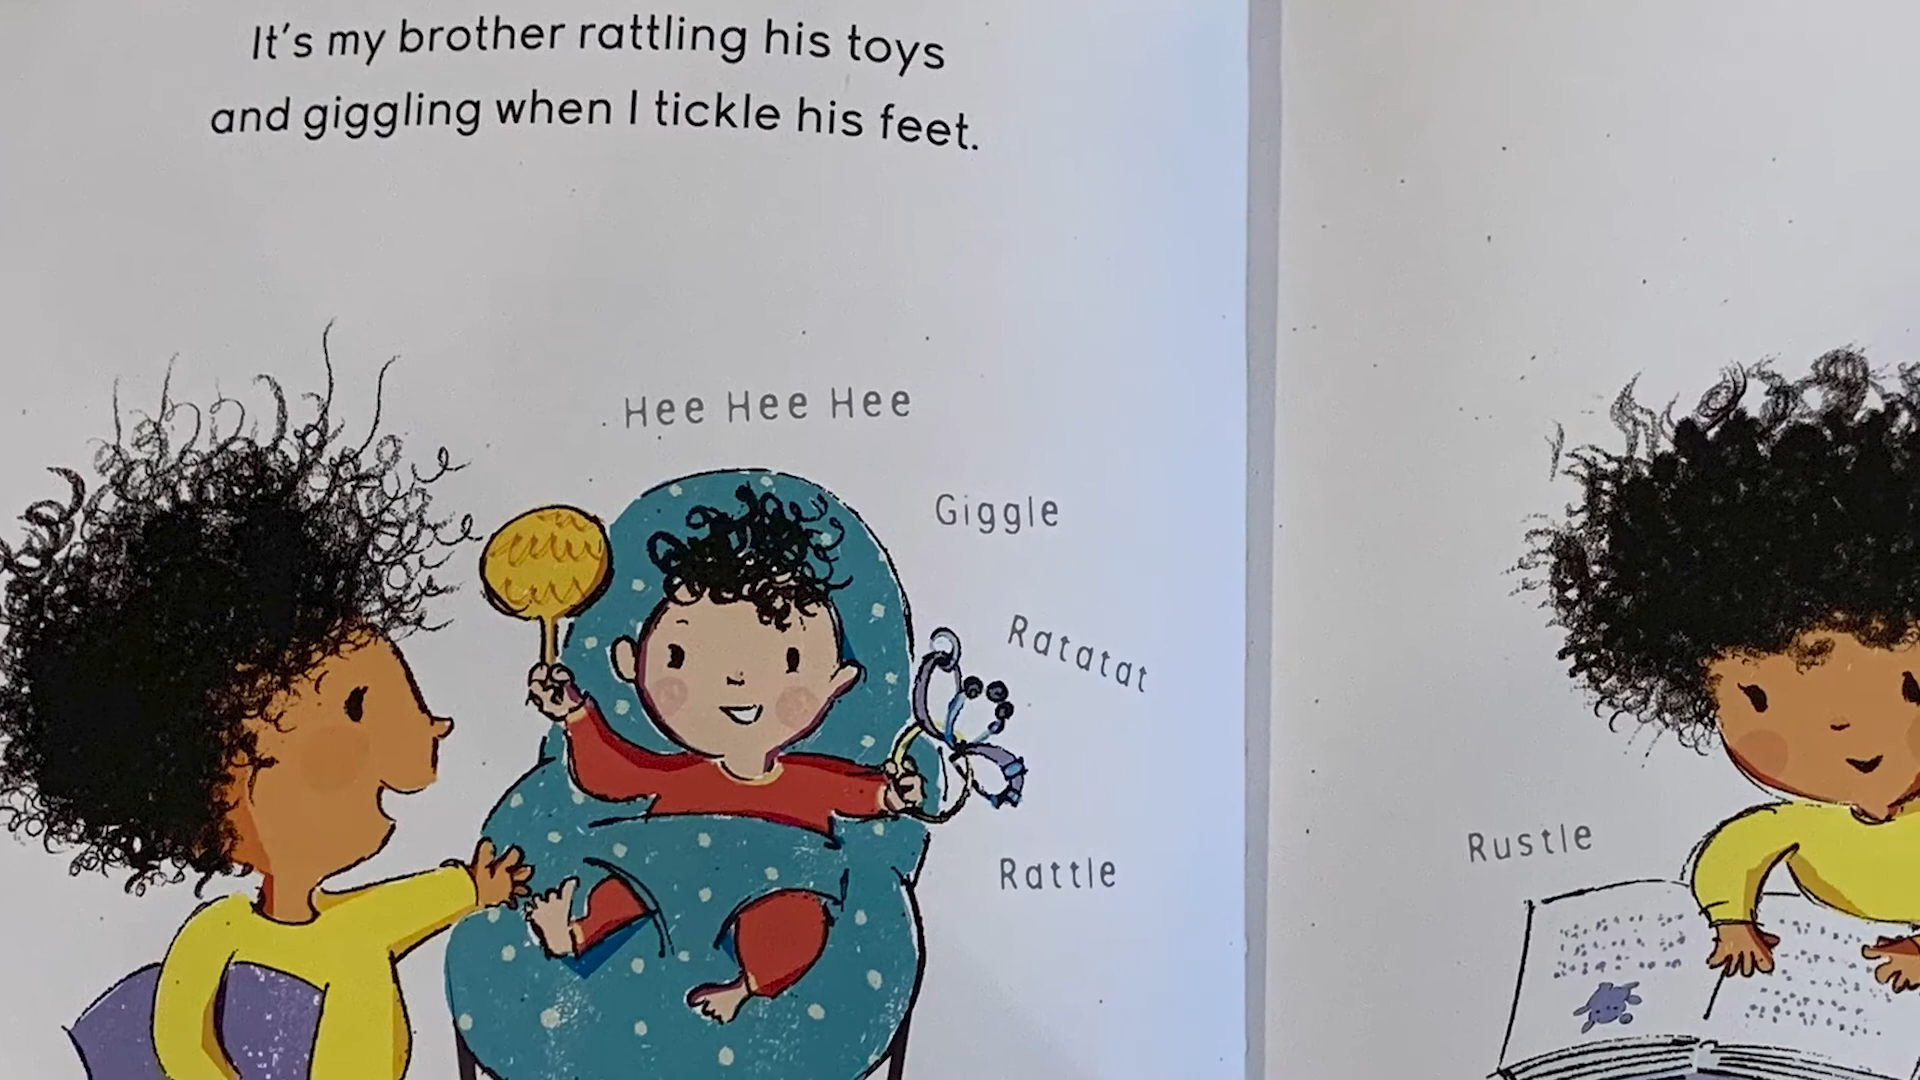 It's my brother rattling his toys
and giggling when I tickle his feet.
Hee Hee Hee
Giggle
Ratatat
Rattle
Rustle